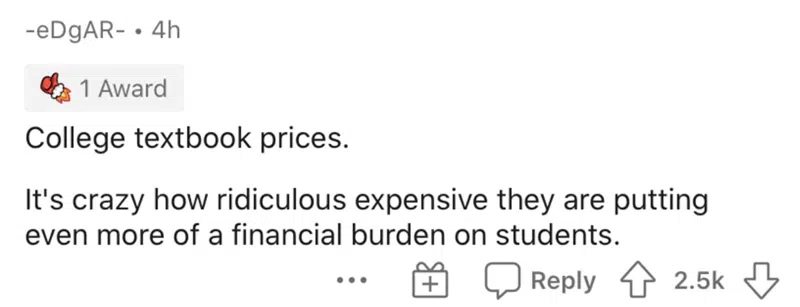 -eDgAR- • 4h
1 Award
College textbook prices.
It's crazy how ridiculous expensive they are putting
even more of a financial burden on students.
Reply 2.5k